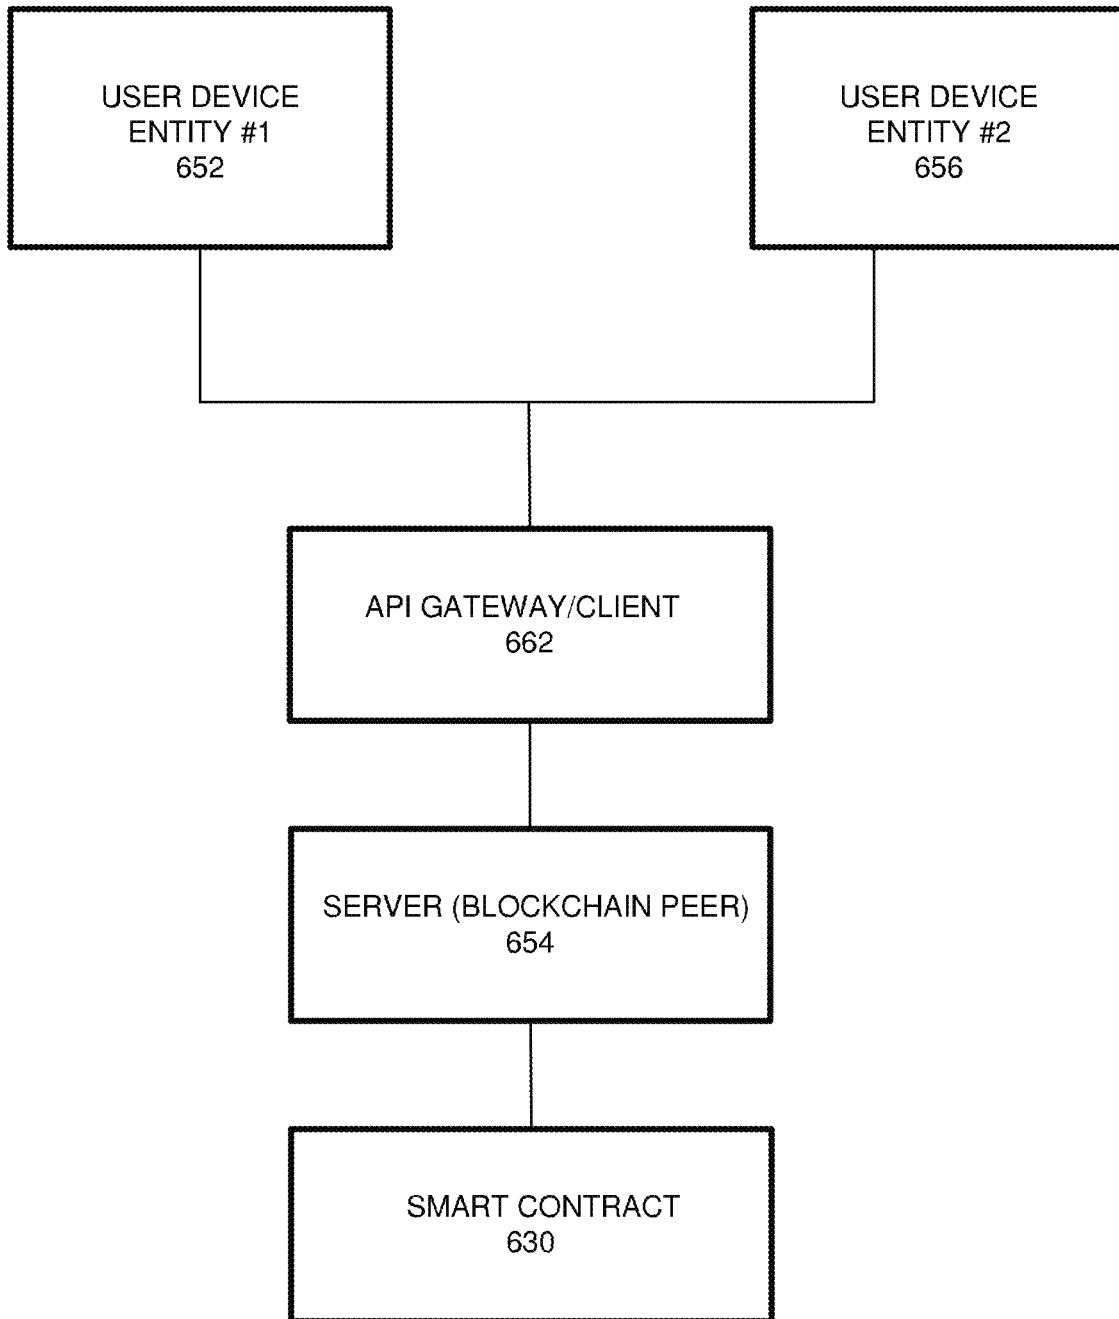 USER DEVICE
ENTITY #1
652
USER DEVICE
ENTITY #2
656
API GATEWAY/CLIENT
662
SERVER (BLOCKCHAIN PEER)
654
SMART CONTRACT
630